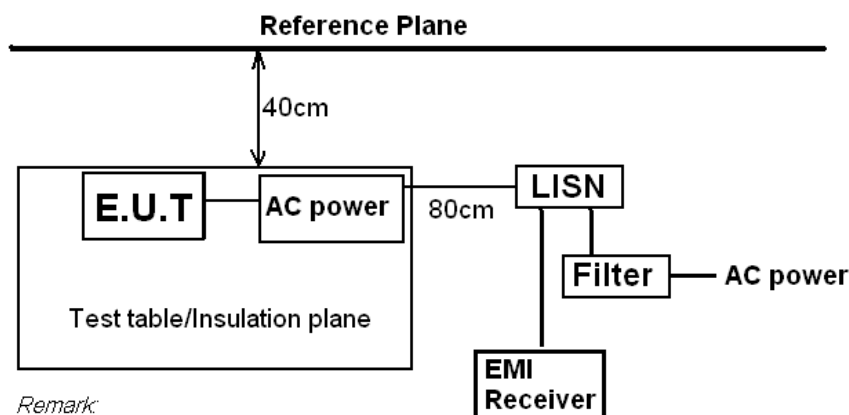 Reference Plane
40cm
E.U.T
AC power
80cm
LISN
Filter
AC power
Test table/Insulation plane
EMI
Receiver
Remark: